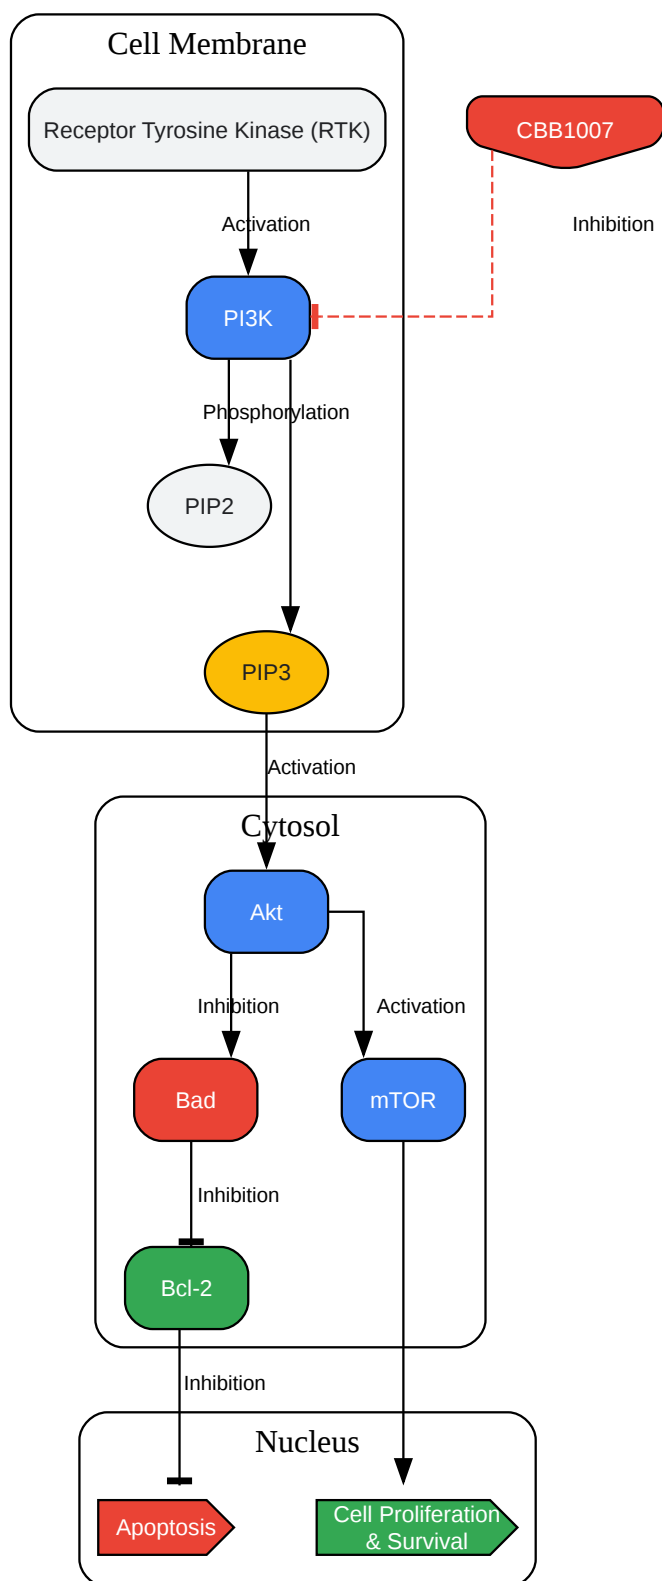 Cell Membrane
Receptor Tyrosine Kinase (RTK)
CBB1007
Activation
Inhibition
PI3K
Phosphorylation
PIP2
PIP3
Activation
Cytosol
Akt
Inhibition
Activation
Bad
mTOR
Inhibition
Bcl-2
Inhibition
Nucleus
Apoptosis
Cell Proliferation
& Survival